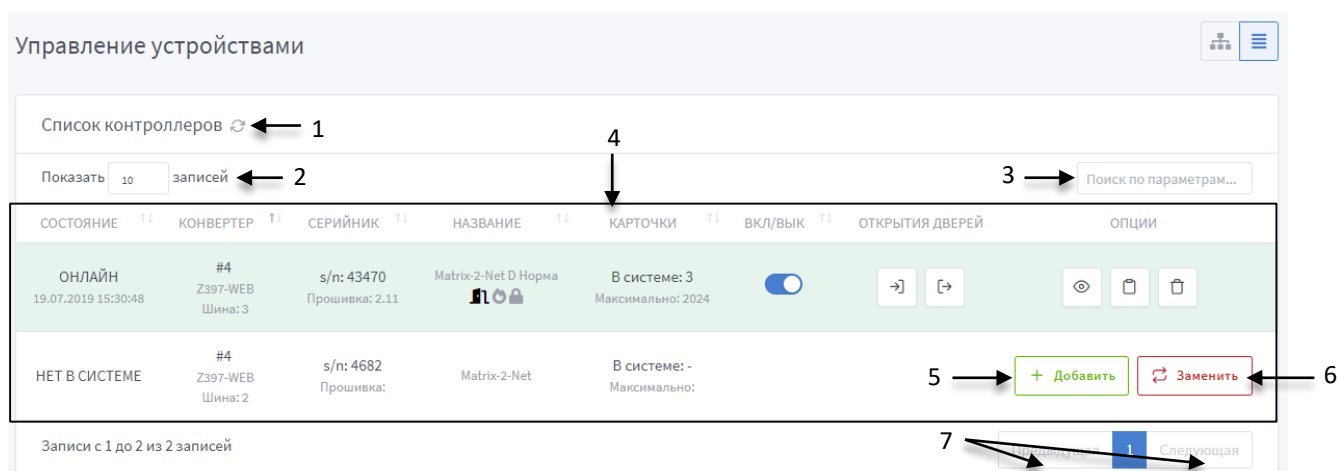 Управление устройствами
Список контроллеров 1
4
Показать 10 записей 2 3 Поиск по параметрам...
СОСТОЯНИЕ КОНВЕРТЕР СЕРИЙНИК НАЗВАНИЕ КАРТОЧКИ ВКЛ/ВЫК ОТКРЫТИЯ ДВЕРЕЙ ОПЦИИ
ОНЛАЙН #4 s/n: 43470 Matrix-2-Net D Норма В системе: 3
19.07.2019 15:30:48 Z397-WEB Прошивка: 2.11 Максимально: 2024
Шина: 3
НЕТ В СИСТЕМЕ #4 s/n: 4682 Matrix-2-Net В системе: - 5 + Добавить Заменить 6
Z397-WEB Прошивка: Максимально:
Шина: 2
Записи с 1 до 2 из 2 записей 7 Предыдущая 1 Следующая